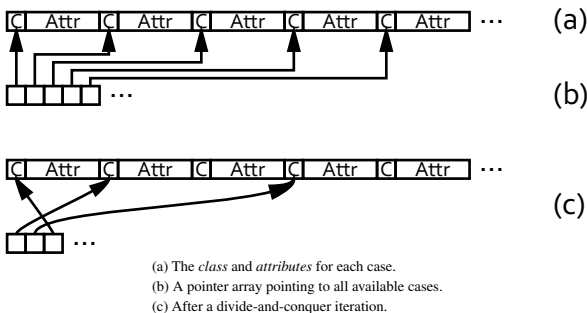 C Attr C Attr C Attr C Attr C Attr ... (a)
... (b)
C Attr C Attr C Attr C Attr C Attr ...
... (c)
(a) The class and attributes for each case.
(b) A pointer array pointing to all available cases.
(c) After a divide-and-conquer iteration.